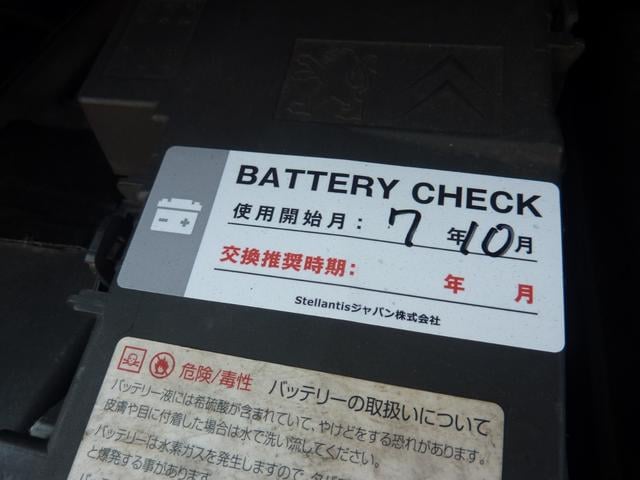 BATTERY CHECK
使用開始月: 7 年 10 月
交換推奨時期: 年 月
Stellantisジャパン株式会社
危険/毒性 バッテリーの取扱いについて
バッテリー液には希硫酸が含まれていて、やけどをする恐れがあります。
皮膚や目に付着した場合は水で洗い流してください。
バッテリーは水素ガスを発生しますので、タバコ
と爆発する事があります。